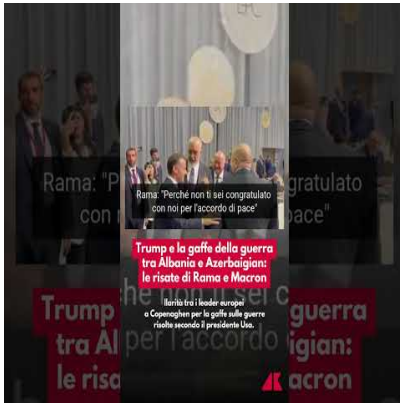 Rama: "Perché non ti sei congratulato
con noi per l'accordo di pace"
Trump e la gaffe della guerra
tra Albania e Azerbaigian:
le risate di Rama e Macron
Ilarità tra i leader europei
a Copenaghen per la gaffe sulle guerre
risolte secondo il presidente Usa.